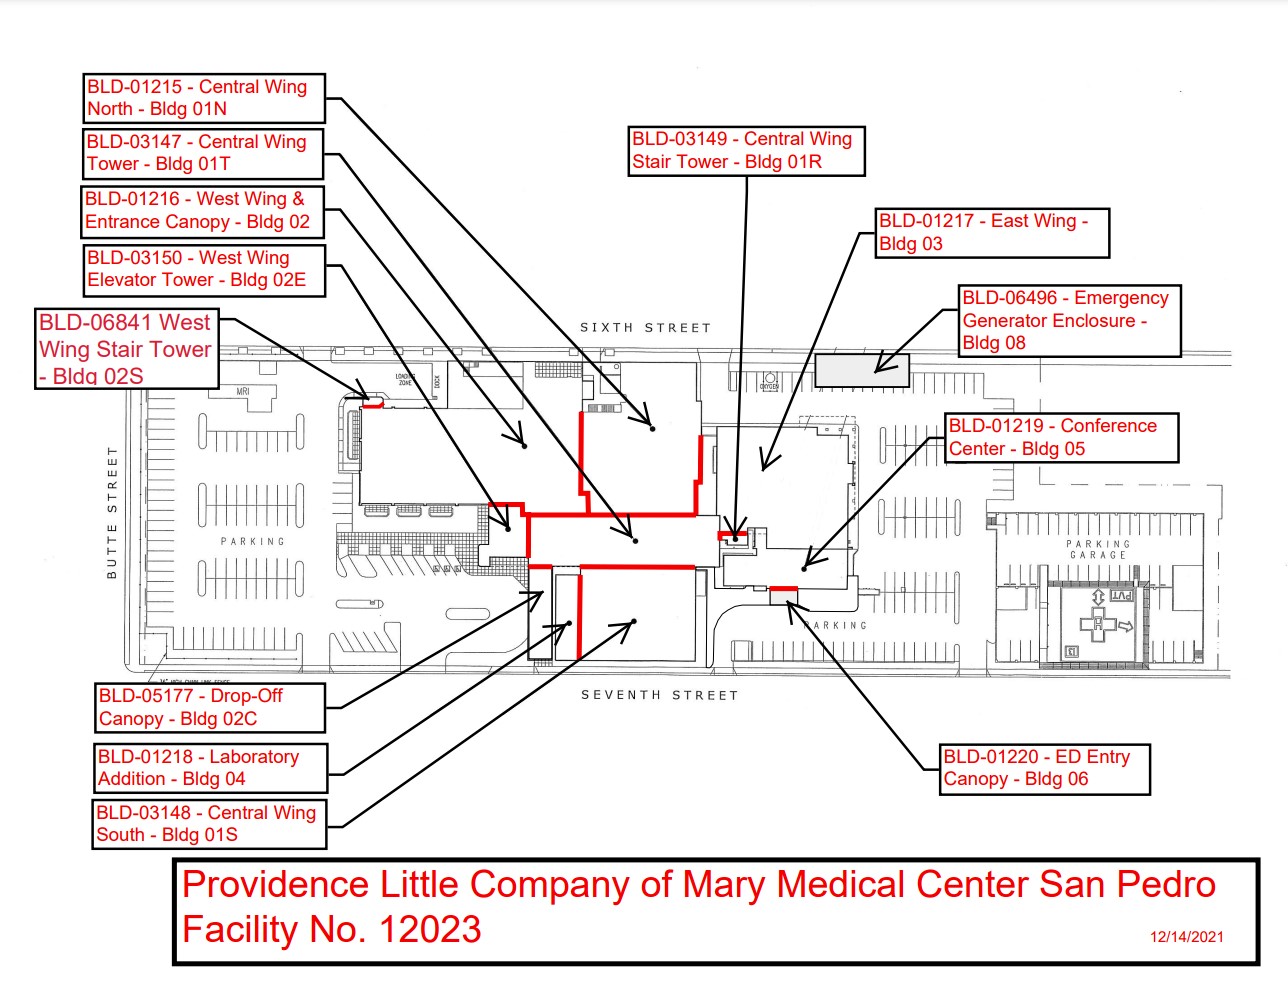 BLD-01215 - Central Wing
North - Bldg 01N
BLD-03147 - Central Wing
Tower - Bldg 01T
BLD-01216 - West Wing &
Entrance Canopy - Bldg 02
BLD-03150 - West Wing
Elevator Tower - Bldg 02E
BLD-06841 West
Wing Stair Tower
- Bldg 02S
BLD-03149 - Central Wing
Stair Tower - Bldg 01R
BLD-01217 - East Wing -
Bldg 03
BLD-06496 - Emergency
Generator Enclosure -
Bldg 08
BLD-01219 - Conference
Center - Bldg 05
SIXTH STREET
LOADING
ZONE
DOCK
MRI
OXYGEN
BUTTE STREET
PARKING
PARKING
GARAGE
PVT
PARKING
SEVENTH STREET
BLD-05177 - Drop-Off
Canopy - Bldg 02C
BLD-01218 - Laboratory
Addition - Bldg 04
BLD-03148 - Central Wing
South - Bldg 01S
BLD-01220 - ED Entry
Canopy - Bldg 06
Providence Little Company of Mary Medical Center San Pedro
Facility No. 12023
12/14/2021